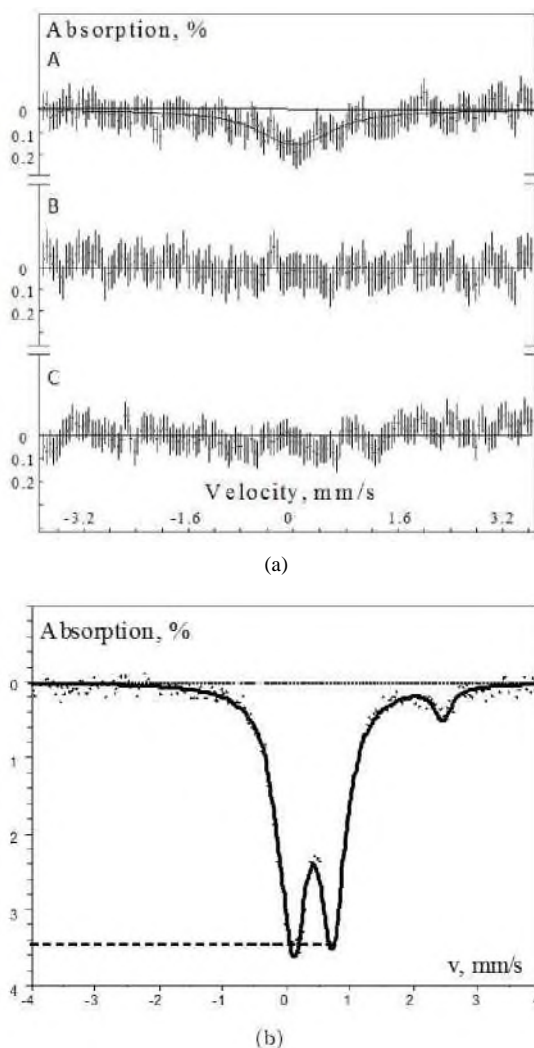 Absorption, %
A
0
0.1
0.2
B
0
0.1
0.2
C
0
0.1
Velocity, mm/s
-3.2 -1.6 0 1.6 3.2
(a)
Absorption, %
0
1
2
3
v, mm/s
4
-4 -3 -2 -1 0 1 2 3 4
(b)